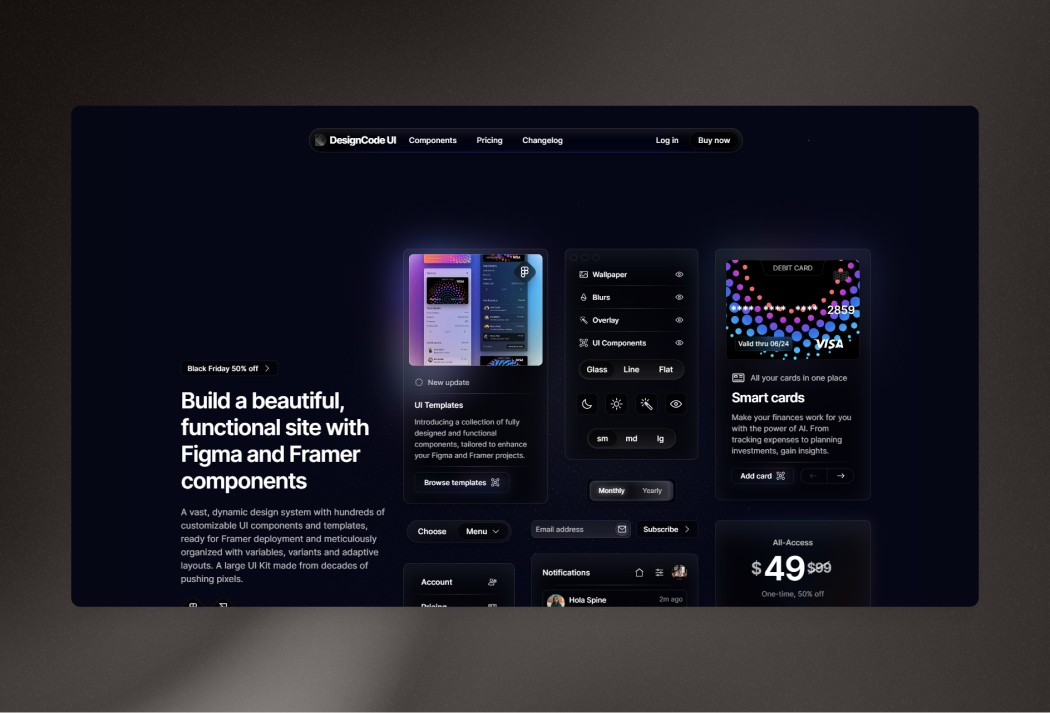 DesignCode UI
Components
Pricing
Changelog
Log in
Buy now
Black Friday 50% off
Build a beautiful,
functional site with
Figma and Framer
components
A vast, dynamic design system with hundreds of
customizable UI components and templates,
ready for Framer deployment and meticulously
organized with variables, variants and adaptive
layouts. A large UI Kit made from decades of
pushing pixels.
New update
UI Templates
Introducing a collection of fully
designed and functional
components, tailored to enhance
your Figma and Framer projects.
Browse templates
Wallpaper
Blurs
Overlay
UI Components
Glass Line Flat
sm md lg
Monthly Yearly
DEBIT CARD
**** **** **** 2859
Valid thru 06/24
VISA
All your cards in one place
Smart cards
Make your finances work for you
with the power of AI. From
tracking expenses to planning
investments, gain insights.
Add card
Choose Menu
Email address
Subscribe
Account
Pricing
Notifications
Hola Spine
2m ago
All-Access
$49 $99
One-time, 50% off